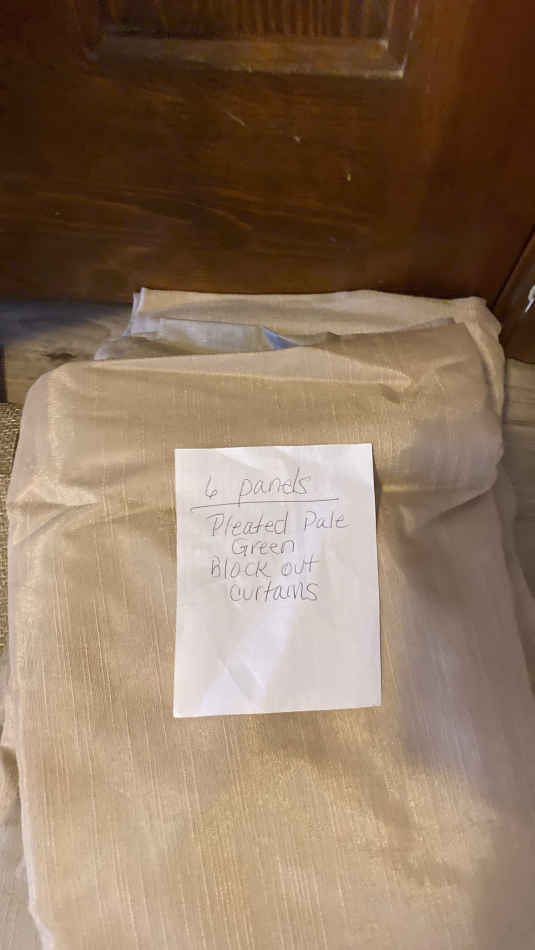 6 panels
Pleated Pale
Green
Block out
curtains